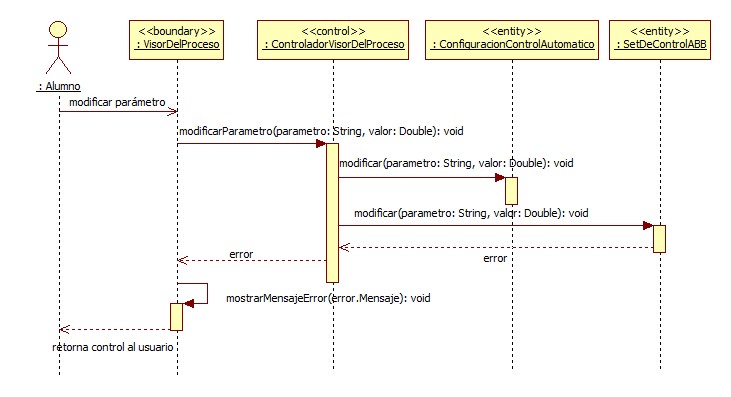 <<boundary>>
: VisorDelProceso
<<control>>
: ControladorVisorDelProceso
<<entity>>
: ConfiguracionControlAutomatico
<<entity>>
: SetDeControlABB
: Alumno
modificar parámetro
modificarParametro(parametro: String, valor: Double): void
modificar(parametro: String, valor: Double): void
modificar(parametro: String, valor: Double): void
error
error
mostrarMensajeError(error.Mensaje): void
retorna control al usuario